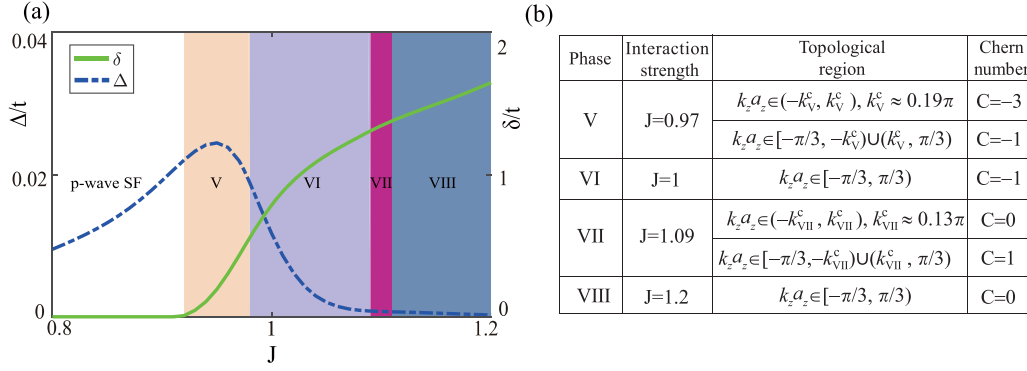 (a)
0.04
0.02
0
Δ/t
δ
Δ
p-wave SF
V
VI
VII
VIII
2
1
0
δ/t
0.8
1
1.2
J
(b)
Phase
Interaction strength
Topological region
Chern number
V
J=0.97
k_z a_z∈(−k_V^c, k_V^c), k_V^c≈0.19π
C=−3
k_z a_z∈[−π/3, −k_V^c)∪(k_V^c, π/3)
C=−1
VI
J=1
k_z a_z∈[−π/3, π/3)
C=−1
VII
J=1.09
k_z a_z∈(−k_VII^c, k_VII^c), k_VII^c≈0.13π
C=0
k_z a_z∈[−π/3,−k_VII^c)∪(k_VII^c, π/3)
C=1
VIII
J=1.2
k_z a_z∈[−π/3, π/3)
C=0